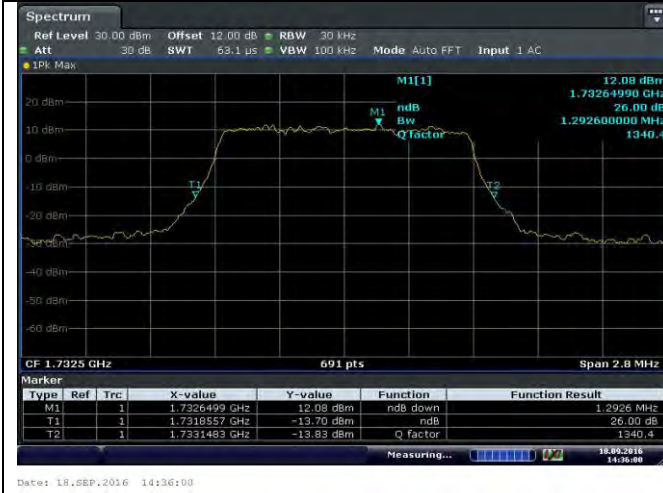 Spectrum
Ref Level 30.00 dBm Offset 12.00 dB RBW 30 kHz
Att 30 dB SWT 63.1 µs VBW 100 kHz Mode Auto FFT Input 1 AC
1Pk Max
M1[1] 12.08 dBm
1.73264990 GHz
20 dBm
M1 ndB 26.00 dB
10 dBm
Bw 1.292600000 MHz
Q factor 1340.4
0 dBm
-10 dBm
T1 T2
-20 dBm
-30 dBm
-40 dBm
-50 dBm
-60 dBm
CF 1.7325 GHz 691 pts Span 2.8 MHz
Marker
Type Ref Trc X-value Y-value Function Function Result
M1 1 1.7326499 GHz 12.08 dBm ndB down 1.2926 MHz
T1 1 1.7318557 GHz -13.70 dBm ndB 26.00 dB
T2 1 1.7331483 GHz -13.83 dBm Q factor 1340.4
Measuring... 18.09.2016
14:36:00
Date: 18.SEP.2016 14:36:00